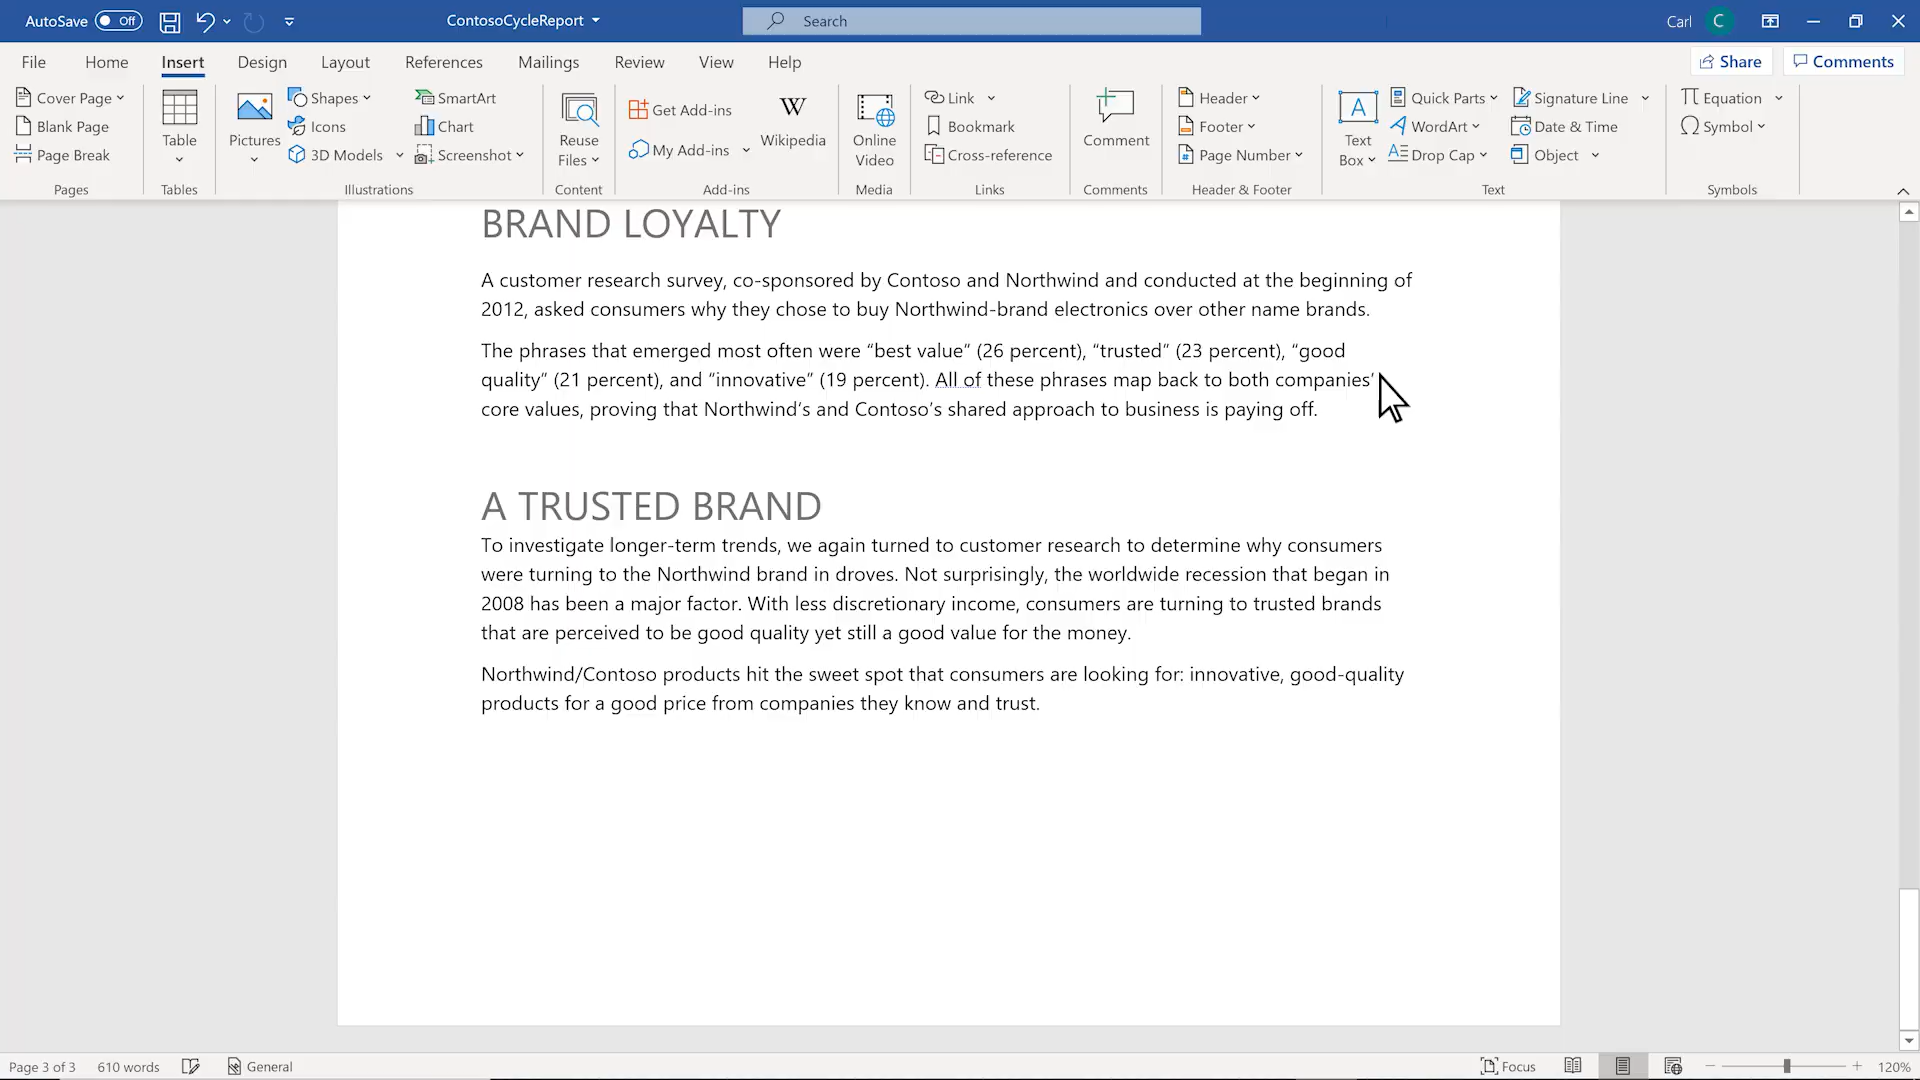 AutoSave Off ContosoCycleReport Search Carl C
File Home Insert Design Layout References Mailings Review View Help Share Comments
Cover Page
Blank Page
Page Break
Pages
Table
Tables
Pictures
Shapes
Icons
3D Models
SmartArt
Chart
Screenshot
Illustrations
Reuse
Files
Content
Get Add-ins
My Add-ins
W
Wikipedia
Add-ins
Online
Video
Media
Link
Bookmark
Cross-reference
Links
Comment
Comments
Header
Footer
Page Number
Header & Footer
A
Text
Box
Quick Parts
WordArt
Drop Cap
Signature Line
Date & Time
Object
Text
Equation
Symbol
Symbols
BRAND LOYALTY
A customer research survey, co-sponsored by Contoso and Northwind and conducted at the beginning of
2012, asked consumers why they chose to buy Northwind-brand electronics over other name brands.
The phrases that emerged most often were “best value” (26 percent), “trusted” (23 percent), “good
quality” (21 percent), and “innovative” (19 percent). All of these phrases map back to both companies’
core values, proving that Northwind‘s and Contoso’s shared approach to business is paying off.
A TRUSTED BRAND
To investigate longer-term trends, we again turned to customer research to determine why consumers
were turning to the Northwind brand in droves. Not surprisingly, the worldwide recession that began in
2008 has been a major factor. With less discretionary income, consumers are turning to trusted brands
that are perceived to be good quality yet still a good value for the money.
Northwind/Contoso products hit the sweet spot that consumers are looking for: innovative, good-quality
products for a good price from companies they know and trust.
Page 3 of 3 610 words General Focus 120%